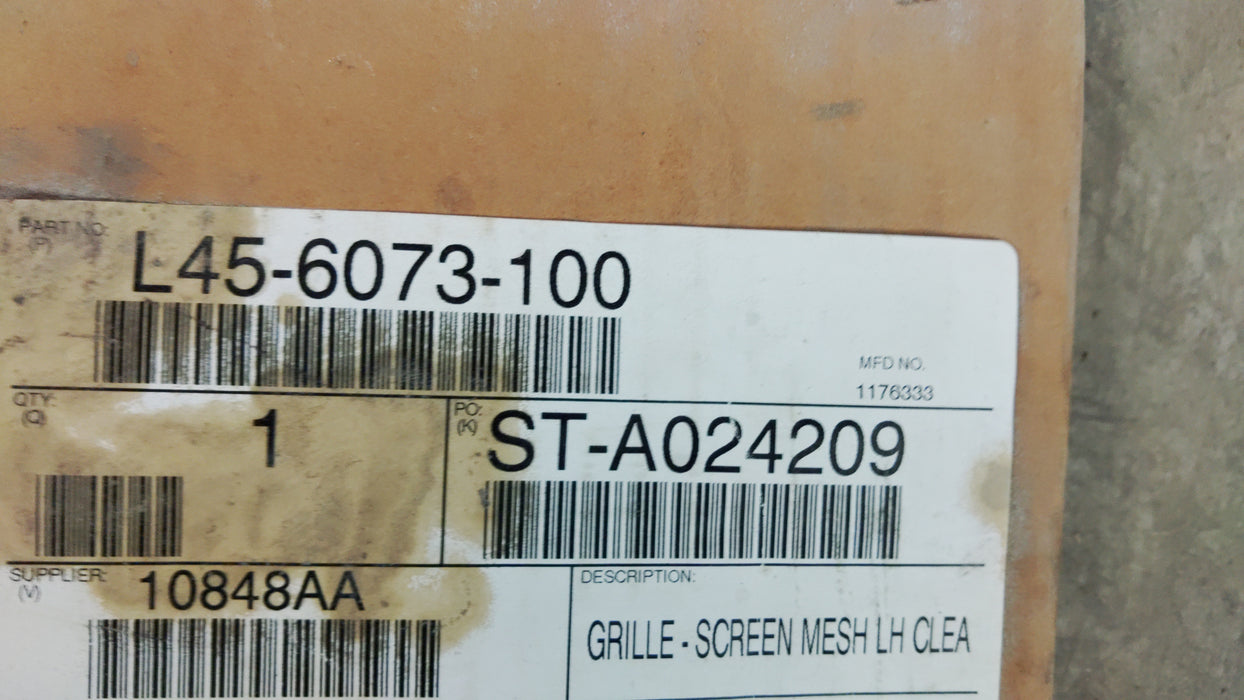 PART NO:
(P)
L45-6073-100
MFD NO.
1176333
QTY:
(Q)
1
PO:
(K)
ST-A024209
SUPPLIER:
(V)
10848AA
DESCRIPTION:
GRILLE - SCREEN MESH LH CLEA